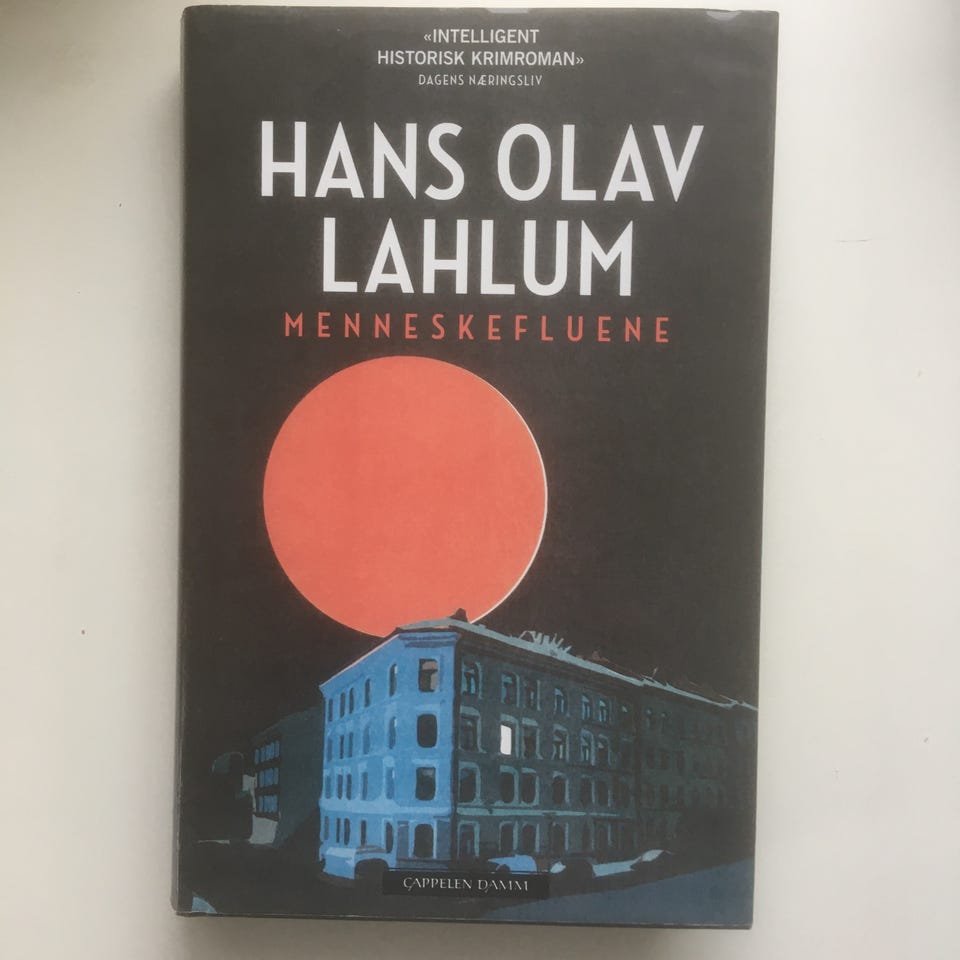 «INTELLIGENT
HISTORISK KRIMROMAN»
DAGENS NÆRINGSLIV
HANS OLAV
LAHLUM
MENNESKEFLUENE
CAPPELEN DAMM